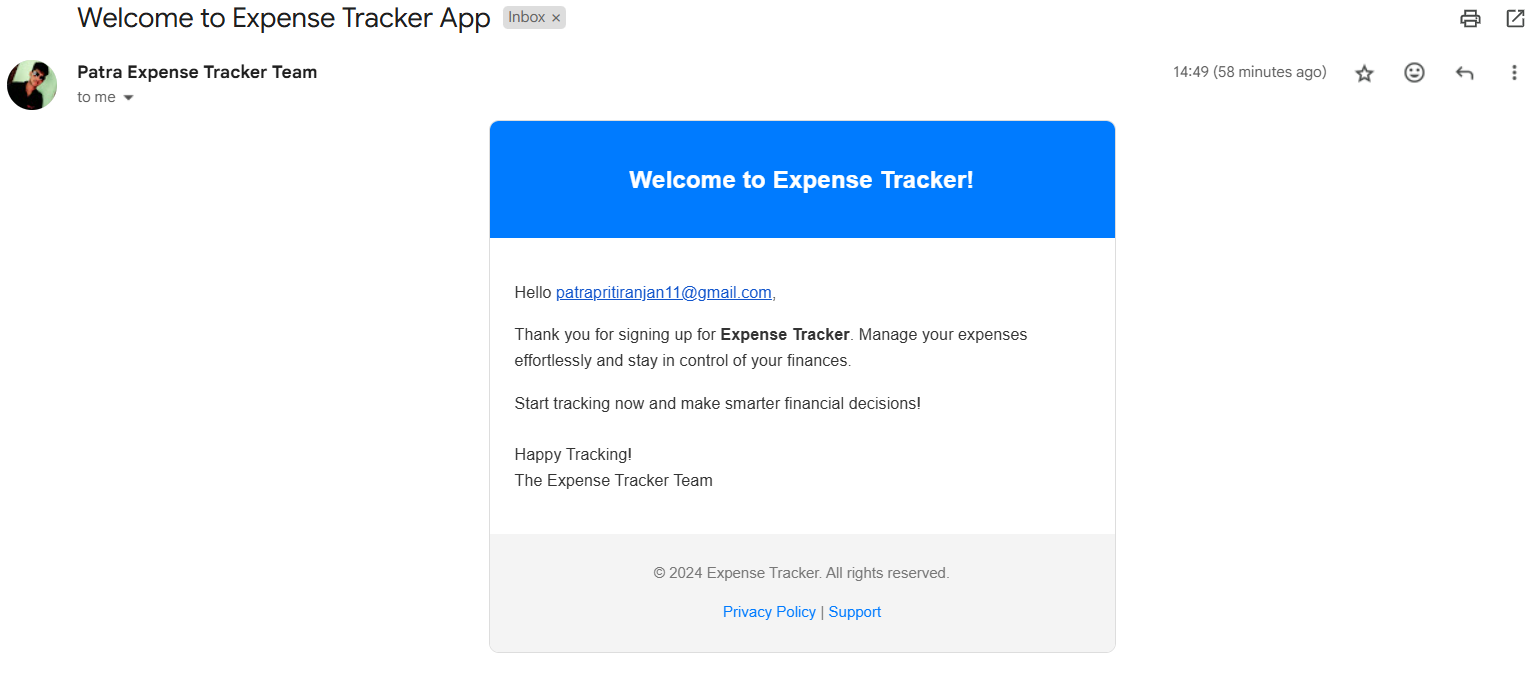 Welcome to Expense Tracker App Inbox ×
Patra Expense Tracker Team 14:49 (58 minutes ago)
to me
Welcome to Expense Tracker!
Hello patrapritiranjan11@gmail.com,
Thank you for signing up for Expense Tracker. Manage your expenses
effortlessly and stay in control of your finances.
Start tracking now and make smarter financial decisions!
Happy Tracking!
The Expense Tracker Team
© 2024 Expense Tracker. All rights reserved.
Privacy Policy | Support